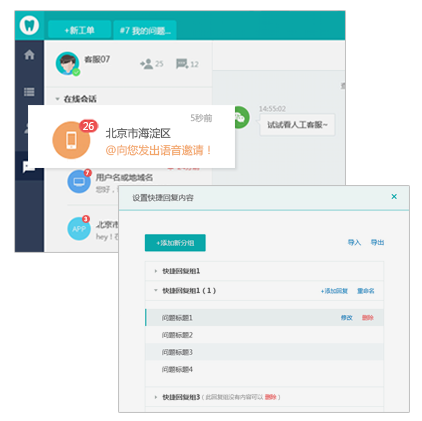 +新工单
#7 我的问题...
客服07
25
12
在线会话
5秒前
26
北京市海淀区
@向您发出语音邀请！
14:55:02
试试看人工客服~
7
用户名或地域名
您好，
3
APP
北京市
hey !
设置快捷回复内容
×
+添加新分组
导入
导出
快捷回复组1
快捷回复组1（1）
+添加回复
重命名
问题标题1
修改
删除
问题标题2
问题标题3
问题标题4
快捷回复组3（此回复组没有内容可以 删除）